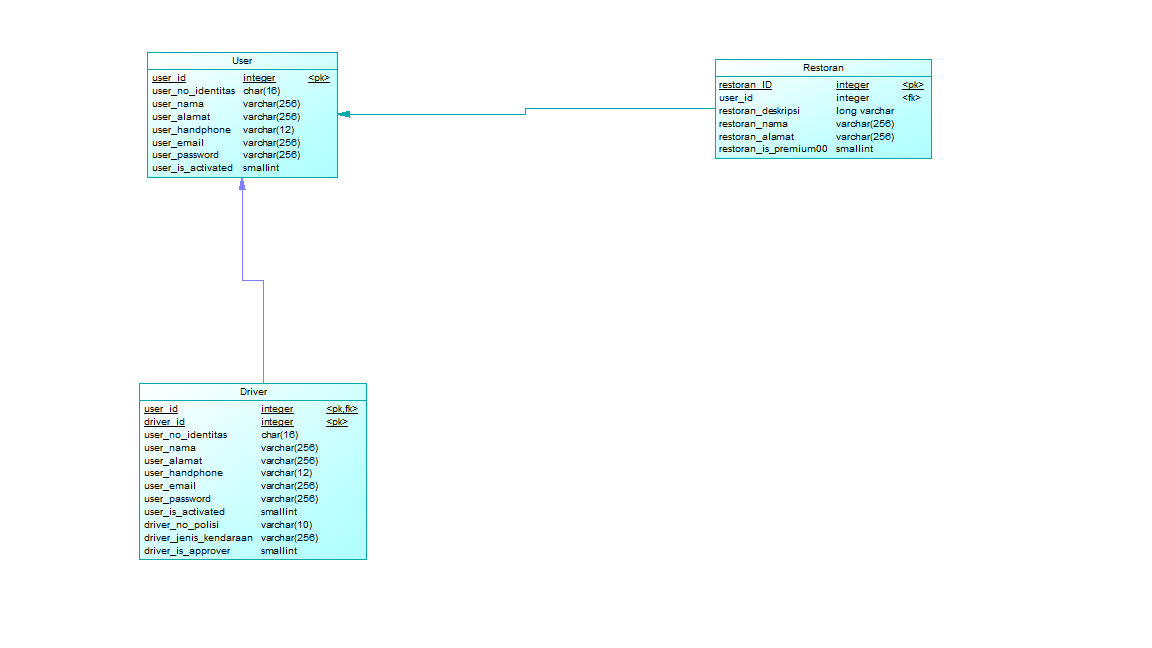 User
user_id integer <pk>
user_no_identitas char(16)
user_nama varchar(256)
user_alamat varchar(256)
user_handphone varchar(12)
user_email varchar(256)
user_password varchar(256)
user_is_activated smallint
Restoran
restoran_ID integer <pk>
user_id integer <fk>
restoran_deskripsi long varchar
restoran_nama varchar(256)
restoran_alamat varchar(256)
restoran_is_premium00 smallint
Driver
user_id integer <pk,fk>
driver_id integer <pk>
user_no_identitas char(16)
user_nama varchar(256)
user_alamat varchar(256)
user_handphone varchar(12)
user_email varchar(256)
user_password varchar(256)
user_is_activated smallint
driver_no_polisi varchar(10)
driver_jenis_kendaraan varchar(256)
driver_is_approver smallint